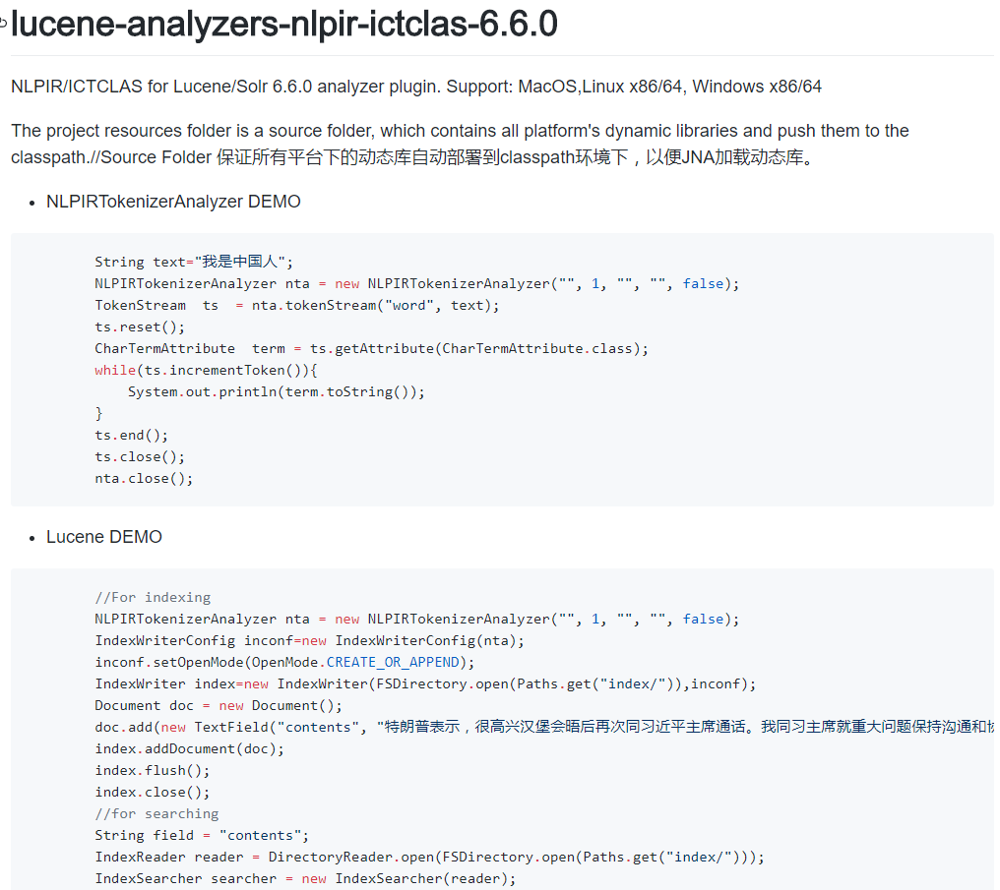 lucene-analyzers-nlpir-ictclas-6.6.0
NLPIR/ICTCLAS for Lucene/Solr 6.6.0 analyzer plugin. Support: MacOS,Linux x86/64, Windows x86/64
The project resources folder is a source folder, which contains all platform's dynamic libraries and push them to the
classpath.//Source Folder 保证所有平台下的动态库自动部署到classpath环境下，以便JNA加载动态库。
NLPIRTokenizerAnalyzer DEMO
String text="我是中国人";
NLPIRTokenizerAnalyzer nta = new NLPIRTokenizerAnalyzer("", 1, "", "", false);
TokenStream  ts  = nta.tokenStream("word", text);
ts.reset();
CharTermAttribute  term = ts.getAttribute(CharTermAttribute.class);
while(ts.incrementToken()){
    System.out.println(term.toString());
}
ts.end();
ts.close();
nta.close();
Lucene DEMO
//For indexing
NLPIRTokenizerAnalyzer nta = new NLPIRTokenizerAnalyzer("", 1, "", "", false);
IndexWriterConfig inconf=new IndexWriterConfig(nta);
inconf.setOpenMode(OpenMode.CREATE_OR_APPEND);
IndexWriter index=new IndexWriter(FSDirectory.open(Paths.get("index/")),inconf);
Document doc = new Document();
doc.add(new TextField("contents", "特朗普表示，很高兴汉堡会晤后再次同习近平主席通话。我同习主席就重大问题保持沟通和
index.addDocument(doc);
index.flush();
index.close();
//for searching
String field = "contents";
IndexReader reader = DirectoryReader.open(FSDirectory.open(Paths.get("index/")));
IndexSearcher searcher = new IndexSearcher(reader);